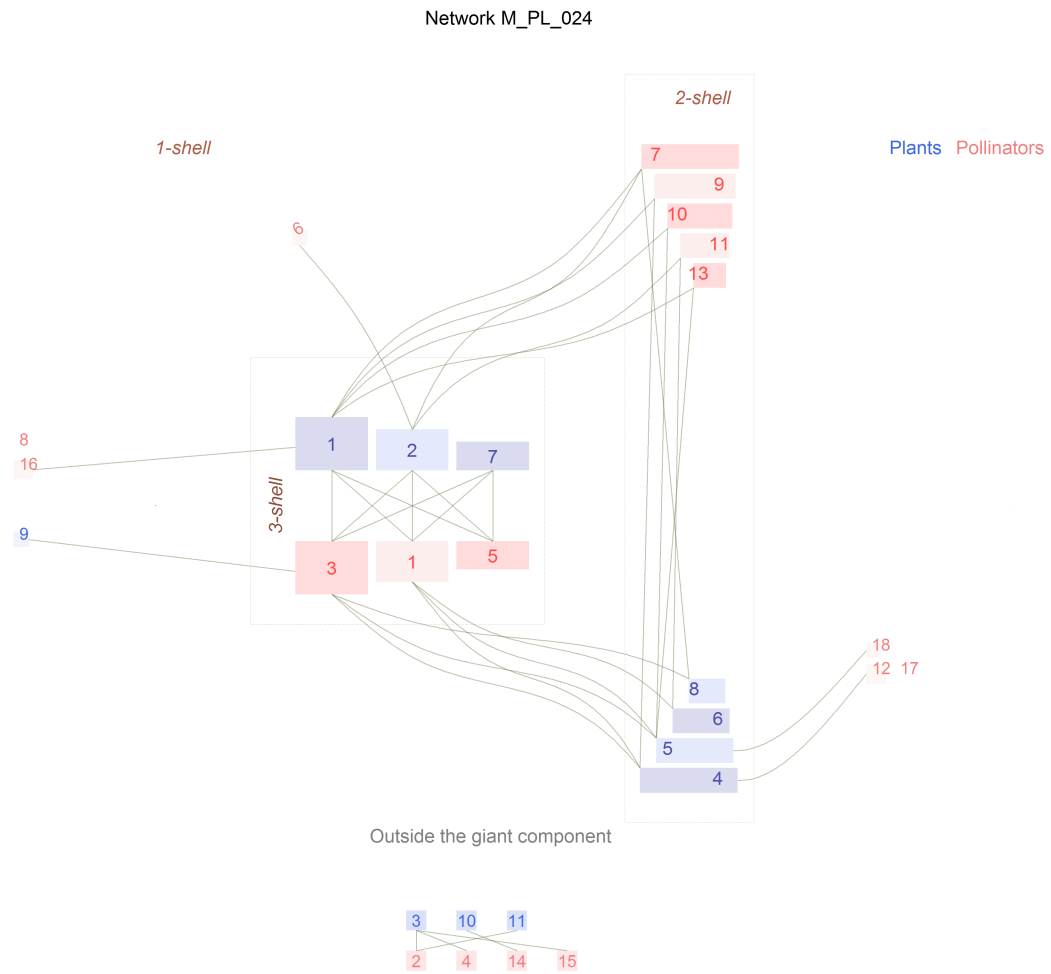 Network M_PL_024
2-shell
1-shell
Plants Pollinators
7
9
6
10
11
13
1 2 7
8
16
3-shell
9
3 1 5
18
12 17
8
6
5
4
Outside the giant component
3 10 11
2 4 14 15